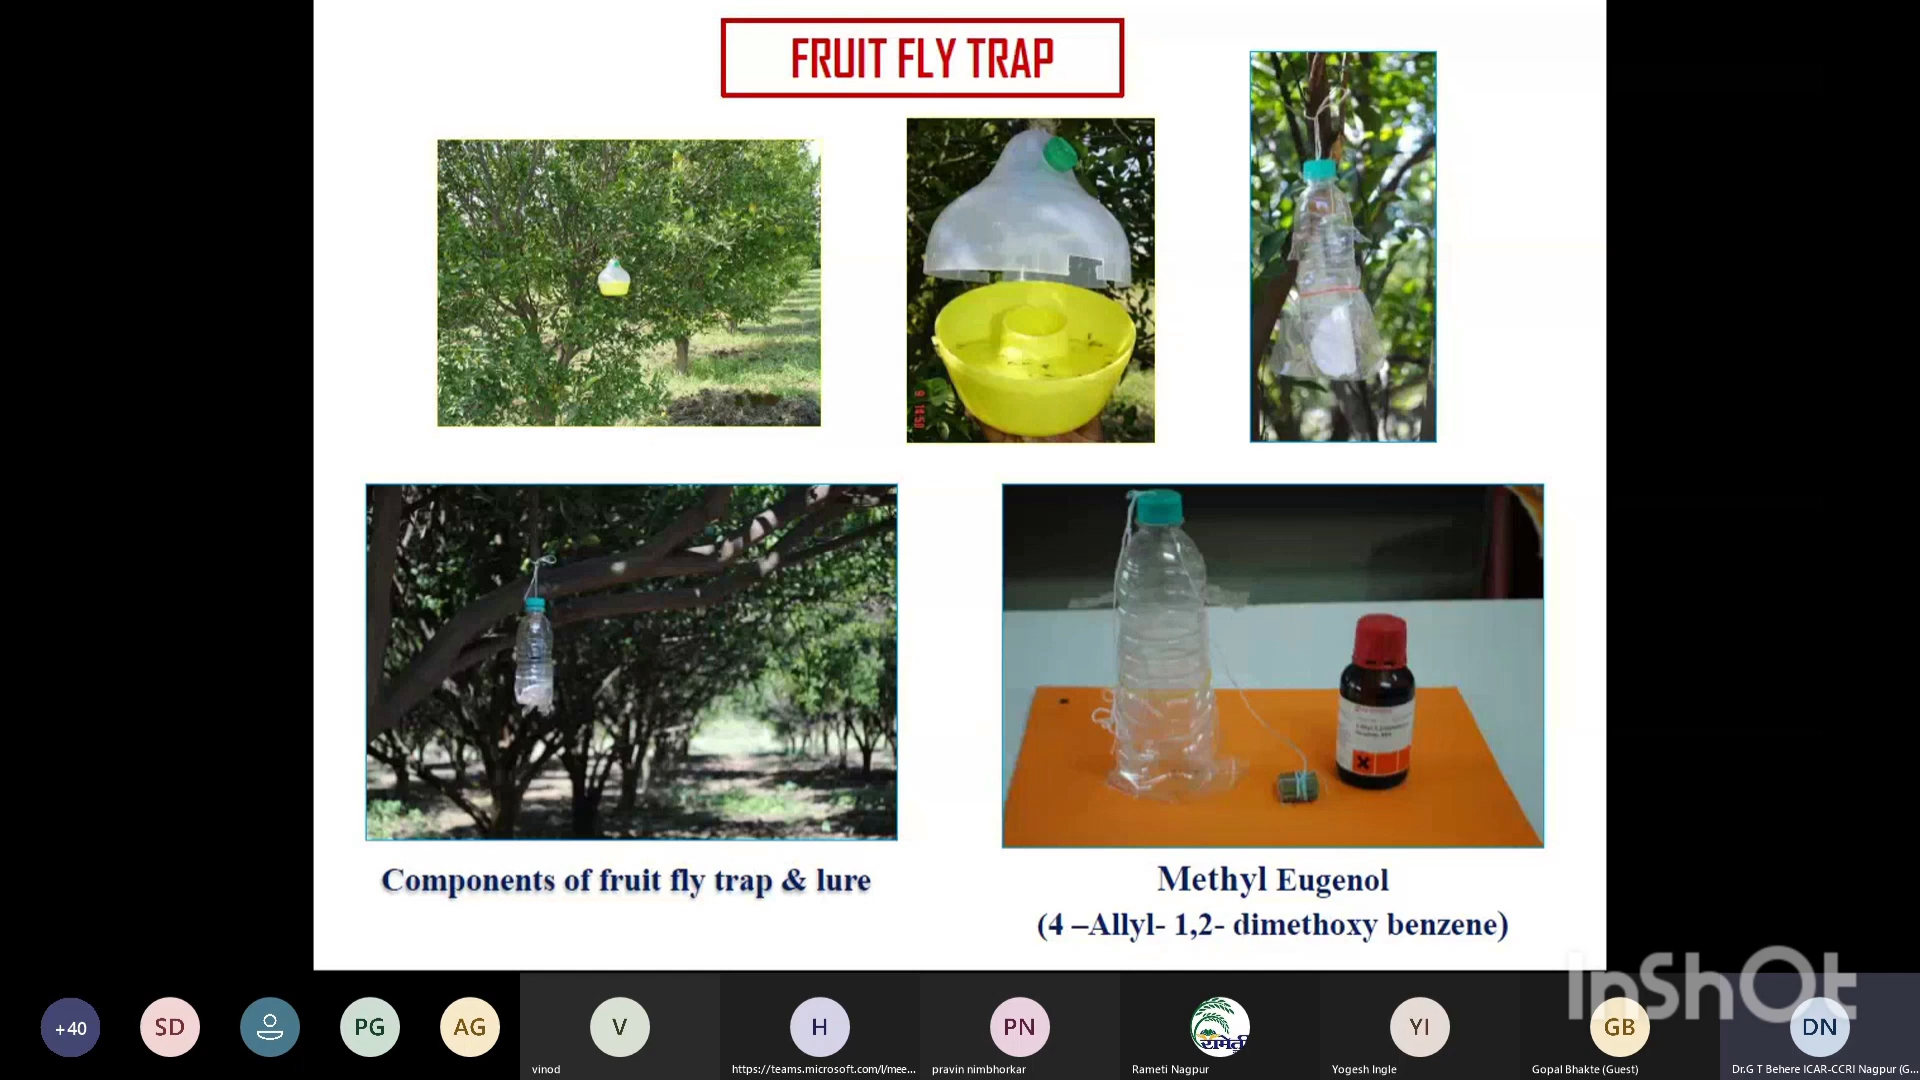 FRUIT FLY TRAP
Components of fruit fly trap & lure
Methyl Eugenol
(4 –Allyl- 1,2- dimethoxy benzene)
InShOt
+40
SD
PG
AG
V
H
PN
रामेती
YI
GB
DN
vinod
https://teams.microsoft.com/l/mee...
pravin nimbhorkar
Rameti Nagpur
Yogesh Ingle
Gopal Bhakte (Guest)
Dr.G T Behere ICAR-CCRI Nagpur (G...